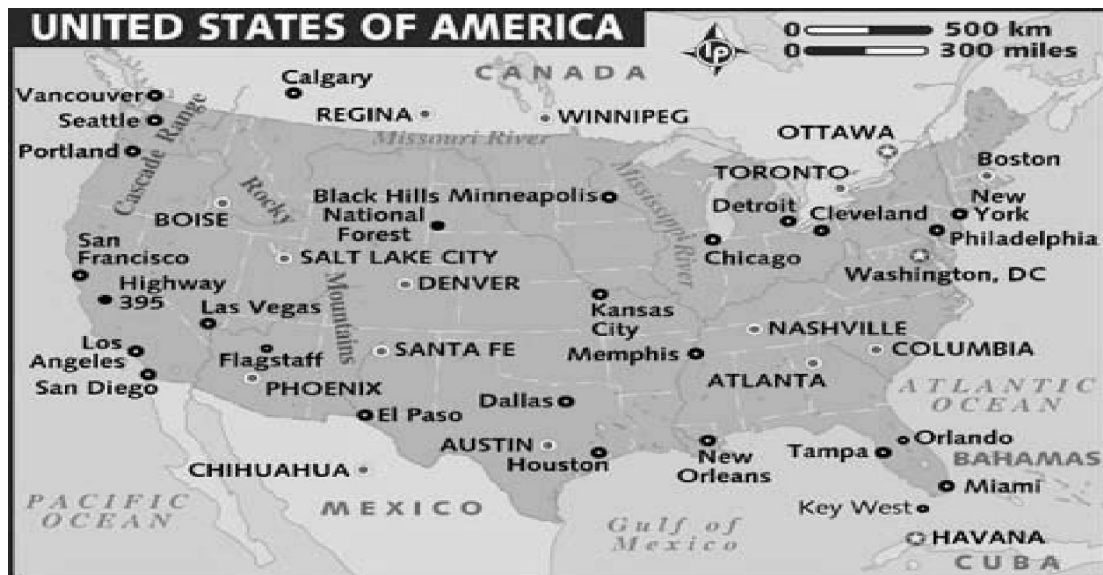 UNITED STATES OF AMERICA
0 500 km
0 300 miles
LP
CANADA
Calgary
Vancouver
REGINA
WINNIPEG
Seattle
Missouri River
OTTAWA
Portland
Cascade Range
TORONTO
Boston
Rocky
Mountains
Black Hills
National
Forest
Minneapolis
Mississippi River
Detroit
Cleveland
New
York
BOISE
Philadelphia
San
Francisco
SALT LAKE CITY
Chicago
Washington, DC
Highway
395
DENVER
Las Vegas
Kansas
City
NASHVILLE
Los
Angeles
Flagstaff
SANTA FE
Memphis
COLUMBIA
San Diego
PHOENIX
ATLANTA
ATLANTIC
OCEAN
El Paso
Dallas
AUSTIN
Houston
New
Orleans
Tampa
Orlando
BAHAMAS
CHIHUAHUA
Miami
PACIFIC
OCEAN
MEXICO
Key West
Gulf of
Mexico
HAVANA
CUBA